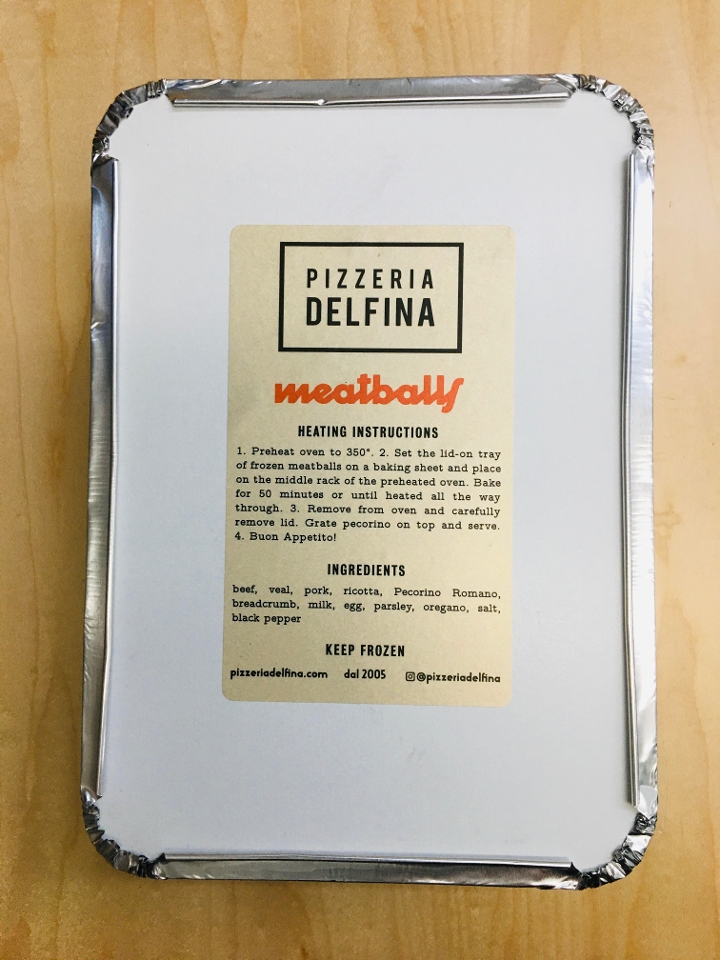 PIZZERIA
DELFINA
meatballs
HEATING INSTRUCTIONS
1. Preheat oven to 350°. 2. Set the lid-on tray
of frozen meatballs on a baking sheet and place
on the middle rack of the preheated oven. Bake
for 50 minutes or until heated all the way
through. 3. Remove from oven and carefully
remove lid. Grate pecorino on top and serve.
4. Buon Appetito!
INGREDIENTS
beef, veal, pork, ricotta, Pecorino Romano,
breadcrumb, milk, egg, parsley, oregano, salt,
black pepper
KEEP FROZEN
pizzeriadelfina.com dal 2005 @pizzeriadelfina